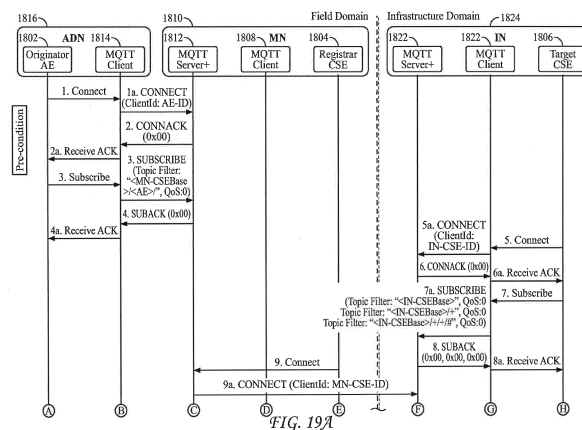 1816
1810
Field Domain
Infrastructure Domain
1824
1802
ADN
1814
1812
1808
MN
1804
1822
1822
IN
1806
Originator
AE
MQTT
Client
MQTT
Server+
MQTT
Client
Registrar
CSE
MQTT
Server+
MQTT
Client
Target
CSE
Pre-condition
1. Connect
1a. CONNECT
(ClientId: AE-ID)
2. CONNACK
(0x00}
2a. Receive ACK
3. SUBSCRIBE
(Topic Filter:
“<MN-CSEBase
>/<AE>/”, QoS:0)
3. Subscribe
4. SUBACK (0x00)
4a. Receive ACK
5a. CONNECT
(ClientId:
IN-CSE-ID)
5. Connect
6. CONNACK (0x00)
6a. Receive ACK
7a. SUBSCRIBE
7. Subscribe
(Topic Filter: “<IN-CSEBase>”, QoS:0
Topic Filter: “<IN-CSEBase>/+”, QoS:0
Topic Filter: “<IN-CSEBase>/+/+/#”, QoS:0
8. SUBACK
(0x00, 0x00, 0x00)
8a. Receive ACK
9. Connect
9a. CONNECT (ClientId: MN-CSE-ID)
A
B
C
D
E
F
G
H
FIG. 19A